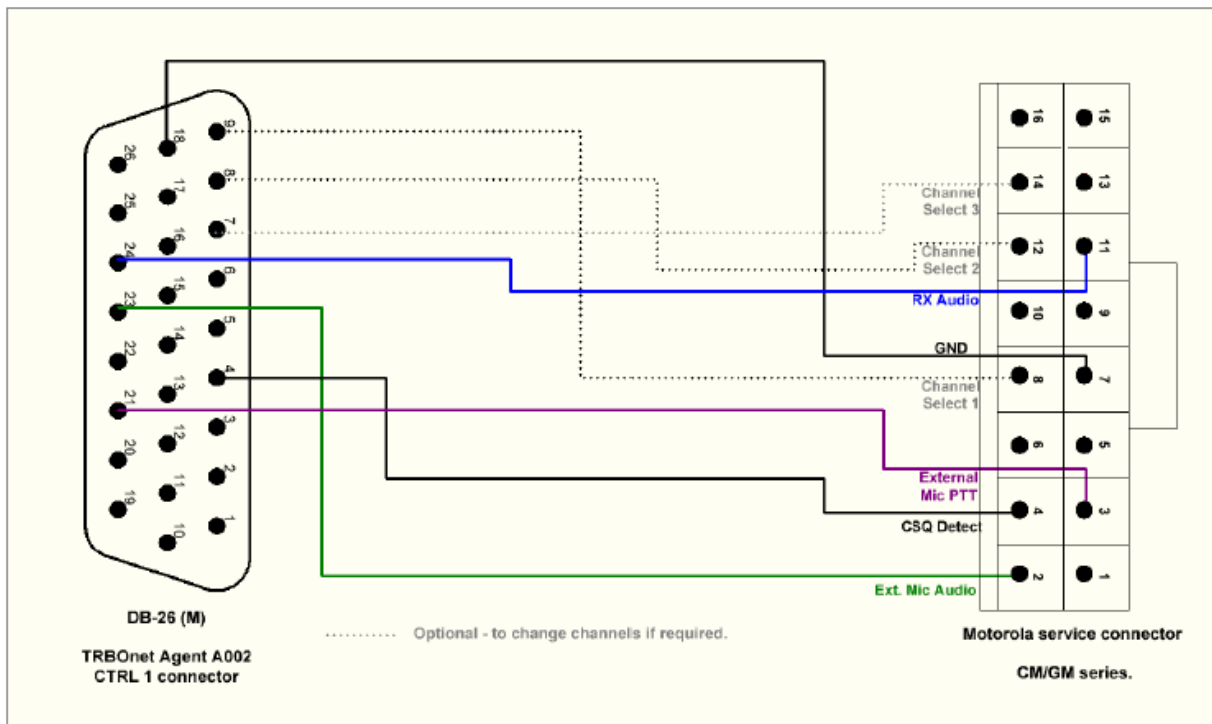 9
18
26
8
17
25
7
16
24
6
15
23
5
14
22
4
13
21
3
12
20
2
11
19
1
10
16
15
14
13
12
11
10
9
8
7
6
5
4
3
2
1
Channel
Select 3
Channel
Select 2
RX Audio
GND
Channel
Select 1
External
Mic PTT
CSQ Detect
Ext. Mic Audio
DB-26 (M)
TRBOnet Agent A002
CTRL 1 connector
Optional - to change channels if required.
Motorola service connector
CM/GM series.